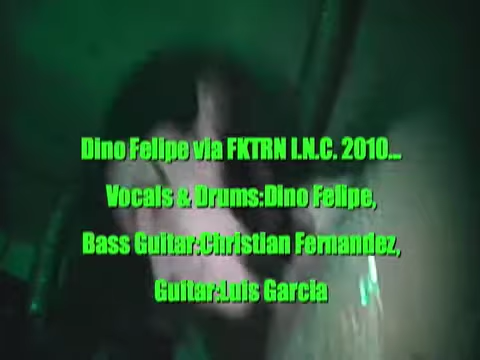 Dino Felipe via FKTRN I.N.C. 2010...
Vocals & Drums:Dino Felipe,
Bass Guitar:Christian Fernandez,
Guitar:Luis Garcia